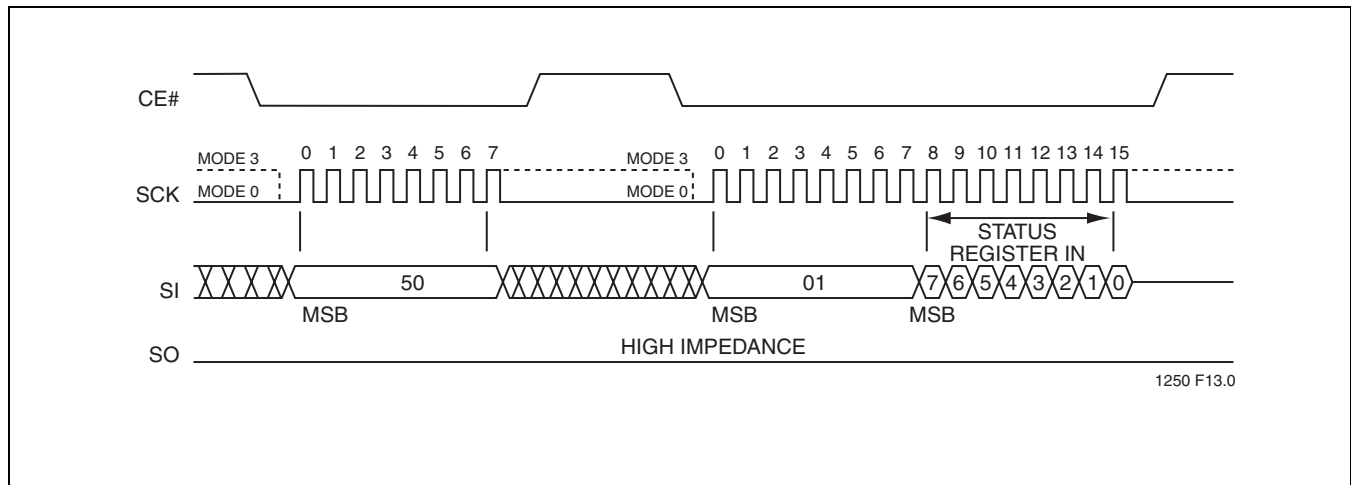 CE#
MODE 3 0 1 2 3 4 5 6 7 MODE 3 0 1 2 3 4 5 6 7 8 9 10 11 12 13 14 15
SCK MODE 0 MODE 0
STATUS
REGISTER IN
SI 50 01 7 6 5 4 3 2 1 0
MSB MSB MSB
SO HIGH IMPEDANCE
1250 F13.0